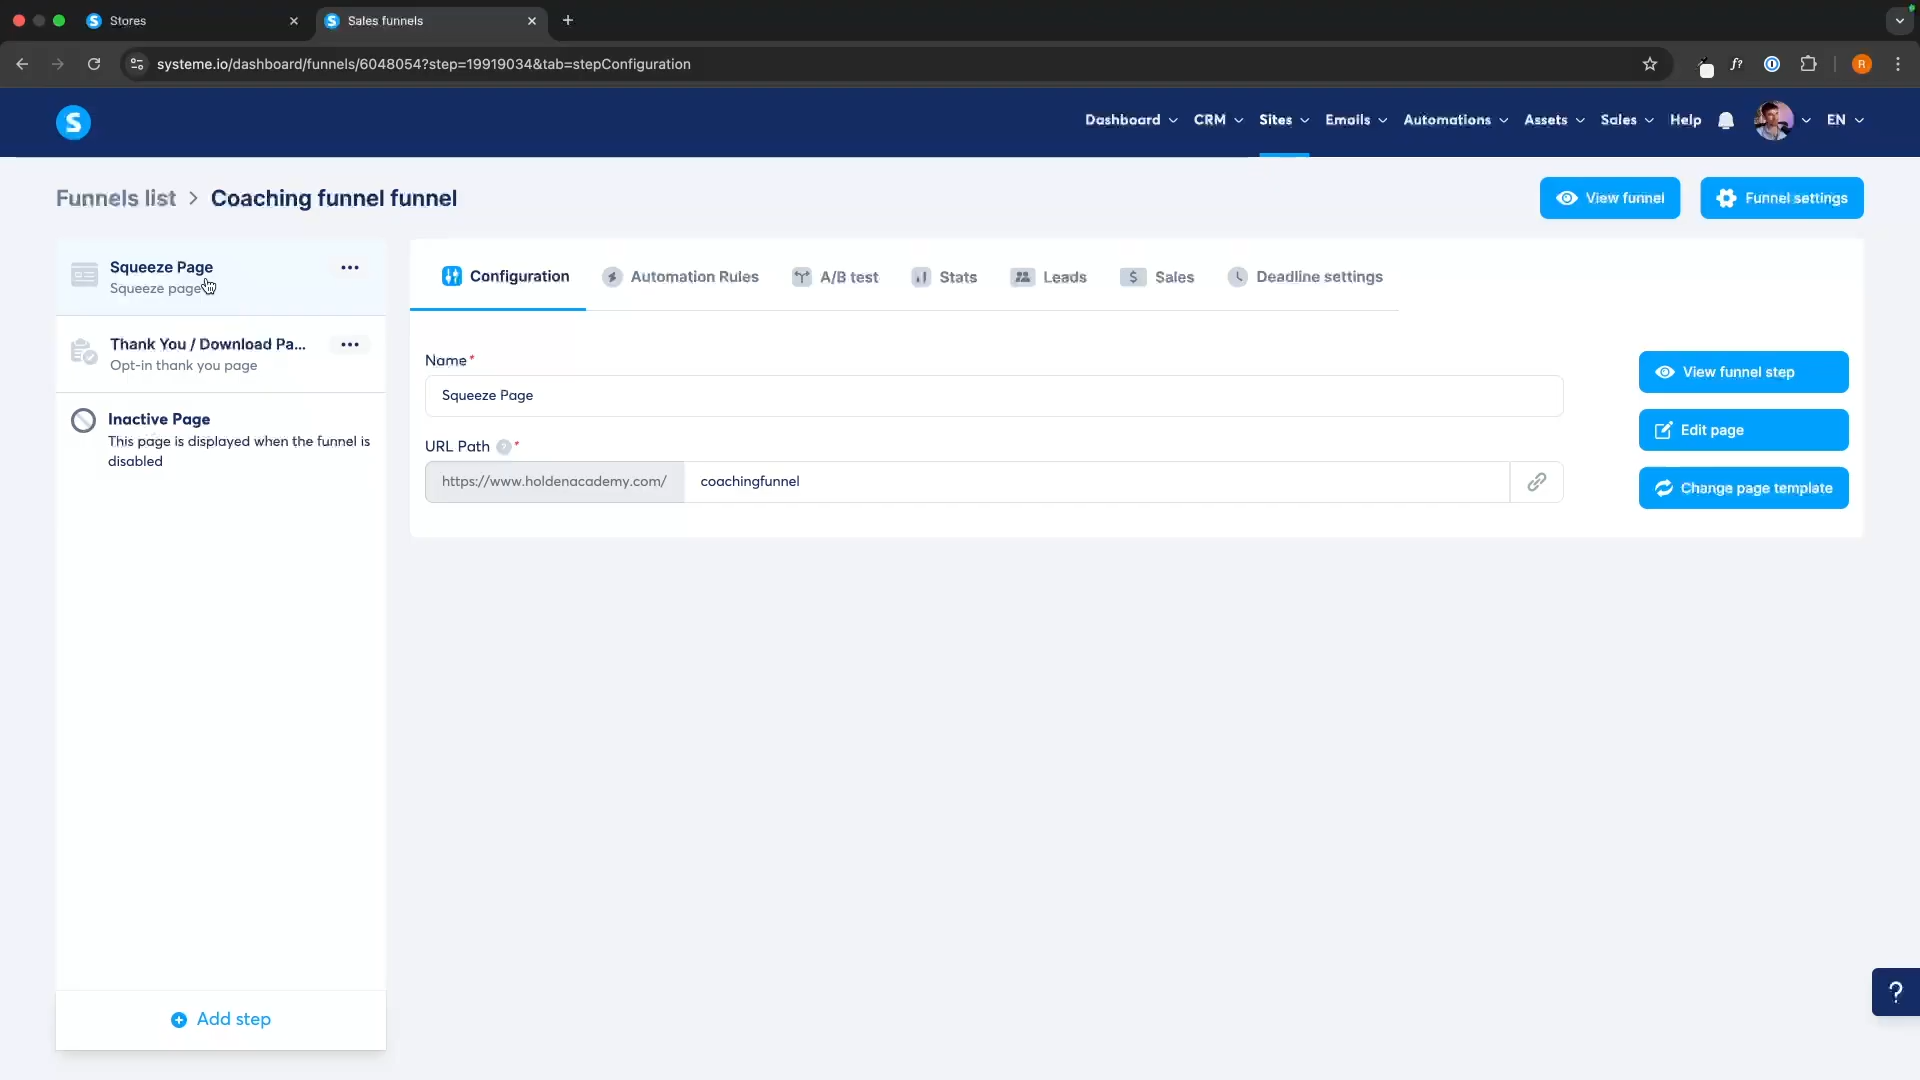 Stores
Sales funnels
systeme.io/dashboard/funnels/6048054?step=19919034&tab=stepConfiguration
f?
R
S
Dashboard
CRM
Sites
Emails
Automations
Assets
Sales
Help
EN
Funnels list > Coaching funnel funnel
View funnel
Funnel settings
Squeeze Page
Squeeze page
Thank You / Download Pa...
Opt-in thank you page
Inactive Page
This page is displayed when the funnel is
disabled
Add step
Configuration
Automation Rules
A/B test
Stats
Leads
Sales
Deadline settings
Name*
Squeeze Page
URL Path ? *
https://www.holdenacademy.com/
coachingfunnel
View funnel step
Edit page
Change page template
?